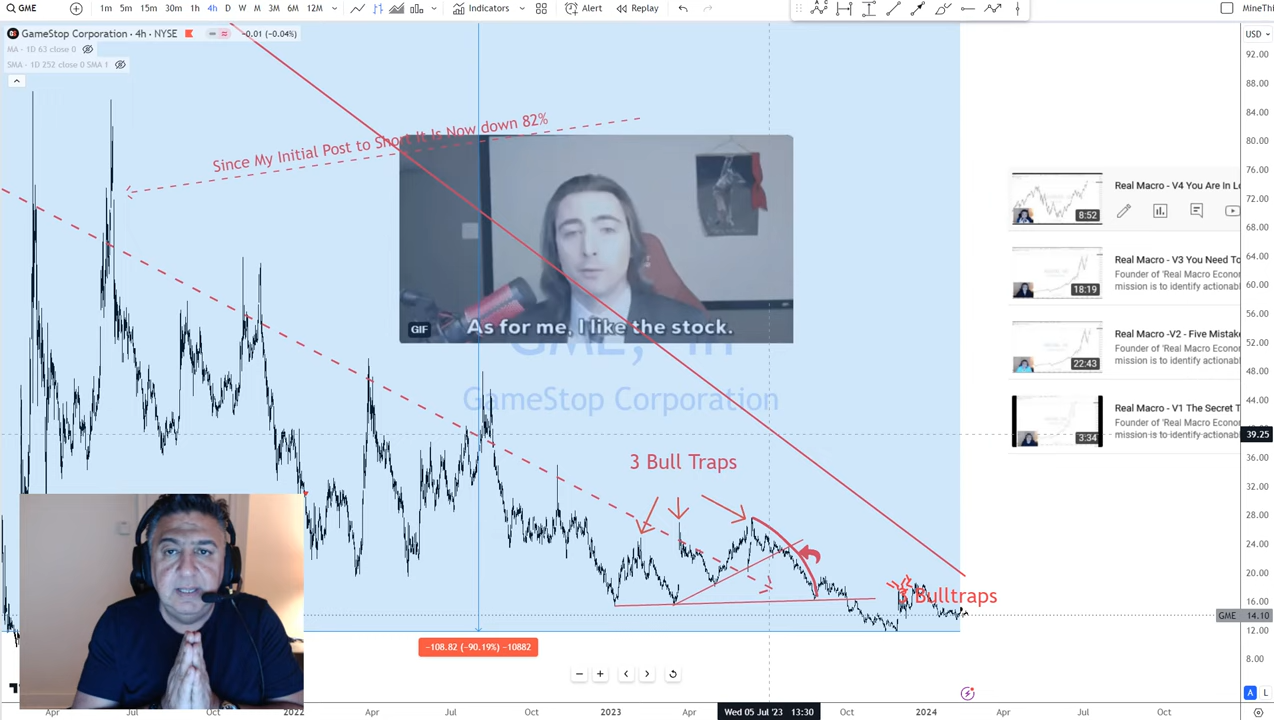 GME
1m 5m 15m 30m 1h 4h D W M 3M 6M 12M
Indicators
Alert
Replay
MineTh
GameStop Corporation · 4h · NYSE
−0.01 (−0.04%)
MA · 1D 63 close 0
SMA · 1D 252 close 0 SMA 1
USD
92.00
88.00
84.00
80.00
76.00
72.00
68.00
64.00
60.00
56.00
52.00
48.00
44.00
39.25
36.00
32.00
28.00
24.00
20.00
16.00
GME 14.10
12.00
8.00
Since My Initial Post to Short It Is Now down 82%
GIF
As for me, I like the stock.
GME, 4h
GameStop Corporation
3 Bull Traps
Bulltraps
−108.82 (−90.19%) −10882
Real Macro - V4 You Are In Lo
8:52
Real Macro - V3 You Need To
Founder of 'Real Macro Econo
mission is to identify actionabl
18:19
Real Macro -V2 - Five Mistake
Founder of 'Real Macro Econo
mission is to identify actionabl
22:43
Real Macro - V1 The Secret T
Founder of 'Real Macro Econo
mission is to identify actionabl
3:34
Apr Jul Oct 2022 Apr Jul Oct 2023 Apr Wed 05 Jul '23 13:30 Oct 2024 Apr Jul Oct
A L